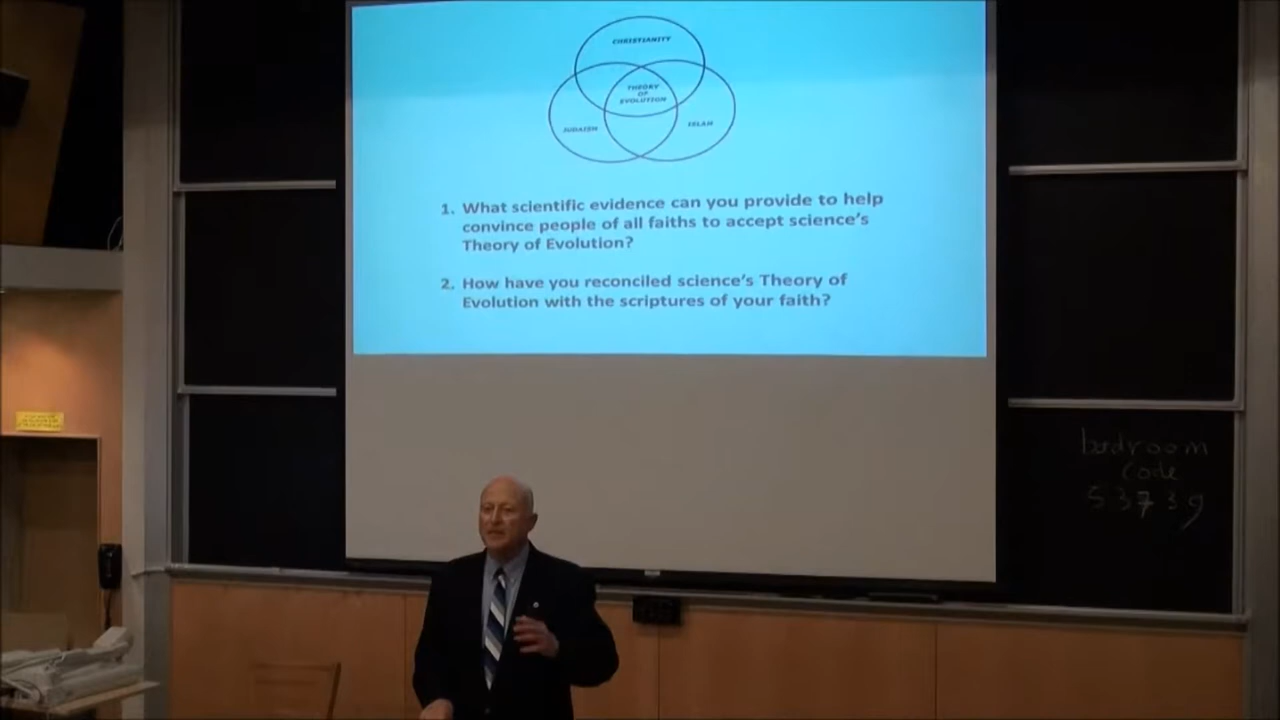 CHRISTIANITY
THEORY
OF
EVOLUTION
JUDAISM
ISLAM
1. What scientific evidence can you provide to help
convince people of all faiths to accept science's
Theory of Evolution?
2. How have you reconciled science's Theory of
Evolution with the scriptures of your faith?
bedroom
code
53739